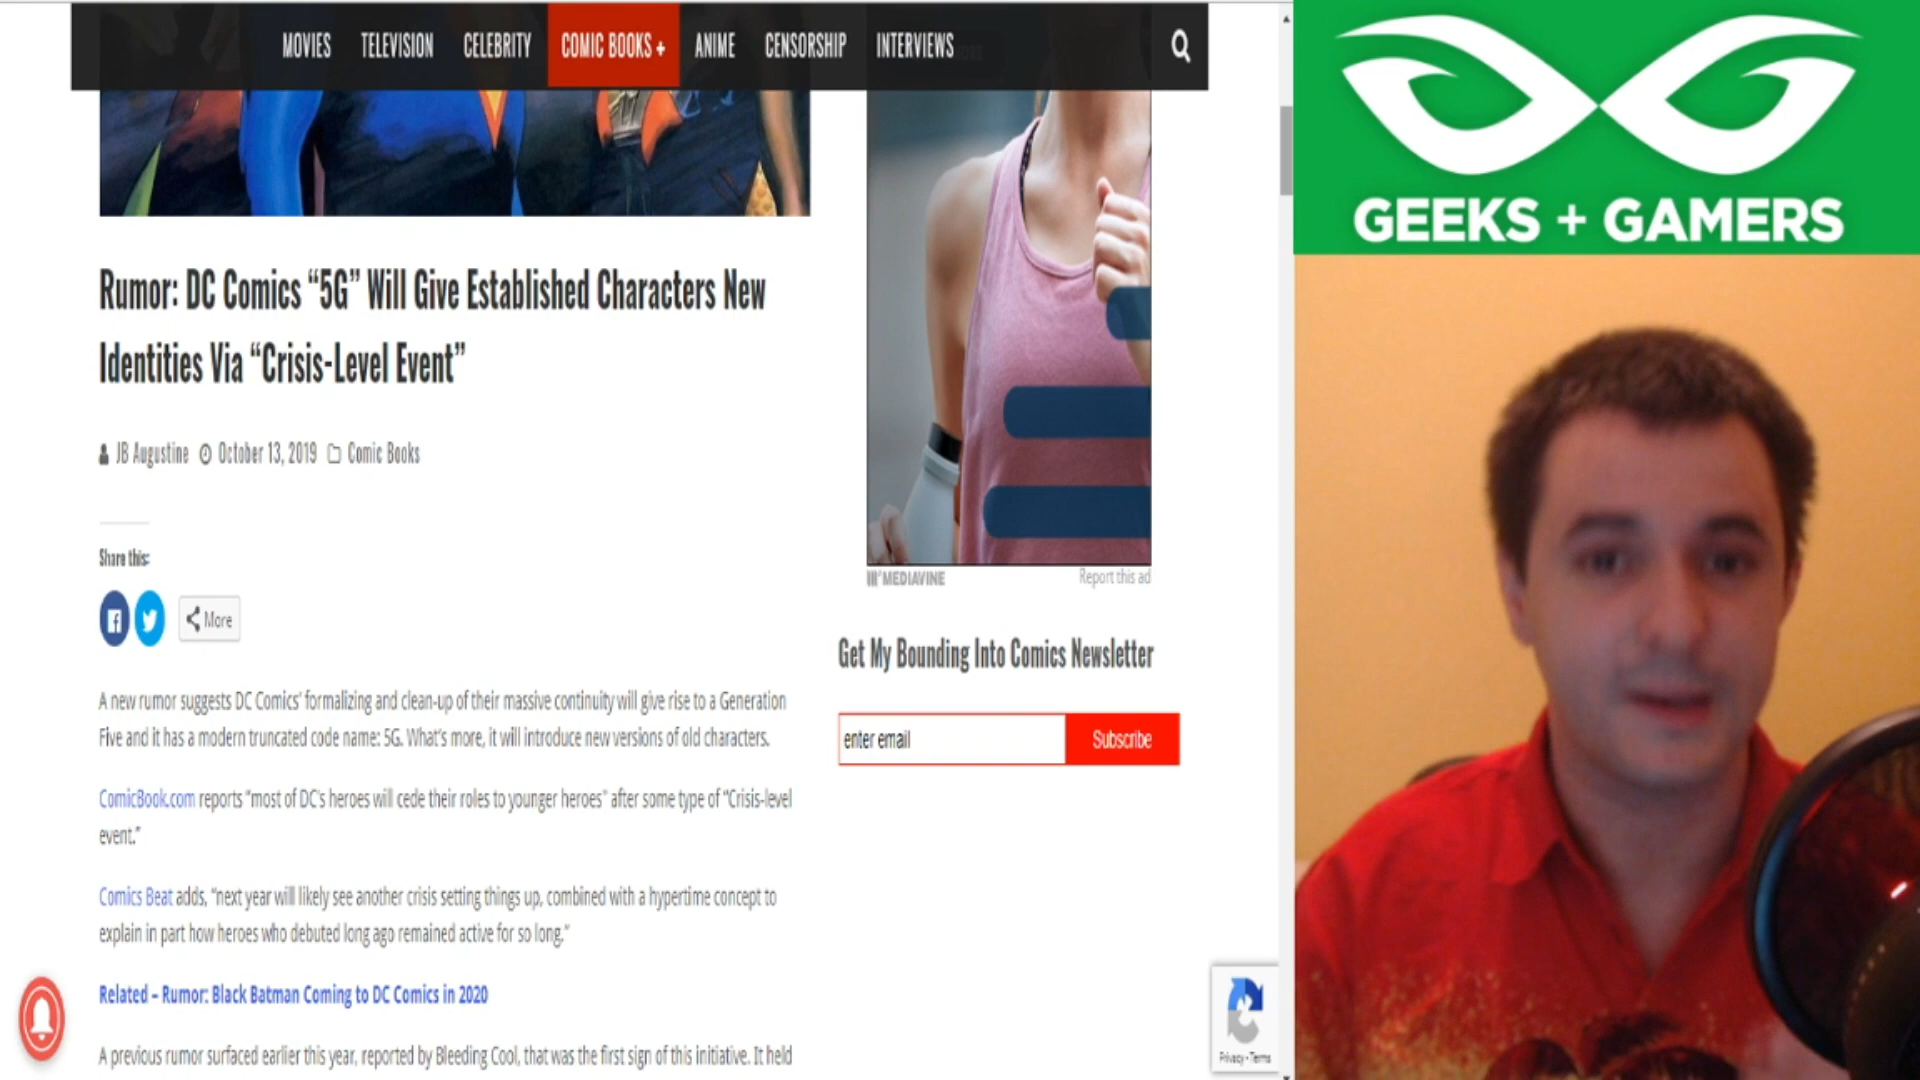 MOVIES TELEVISION CELEBRITY COMIC BOOKS + ANIME CENSORSHIP INTERVIEWS
GEEKS + GAMERS
Rumor: DC Comics “5G” Will Give Established Characters New
Identities Via “Crisis-Level Event”
JB Augustine October 13, 2019 Comic Books
Share this:
More
A new rumor suggests DC Comics’ formalizing and clean-up of their massive continuity will give rise to a Generation
Five and it has a modern truncated code name: 5G. What’s more, it will introduce new versions of old characters.
ComicBook.com reports “most of DC’s heroes will cede their roles to younger heroes” after some type of “Crisis-level
event.”
Comics Beat adds, “next year will likely see another crisis setting things up, combined with a hypertime concept to
explain in part how heroes who debuted long ago remained active for so long.”
Related – Rumor: Black Batman Coming to DC Comics in 2020
A previous rumor surfaced earlier this year, reported by Bleeding Cool, that was the first sign of this initiative. It held
MEDIAVINE
Report this ad
Get My Bounding Into Comics Newsletter
enter email
Subscribe
Privacy - Terms